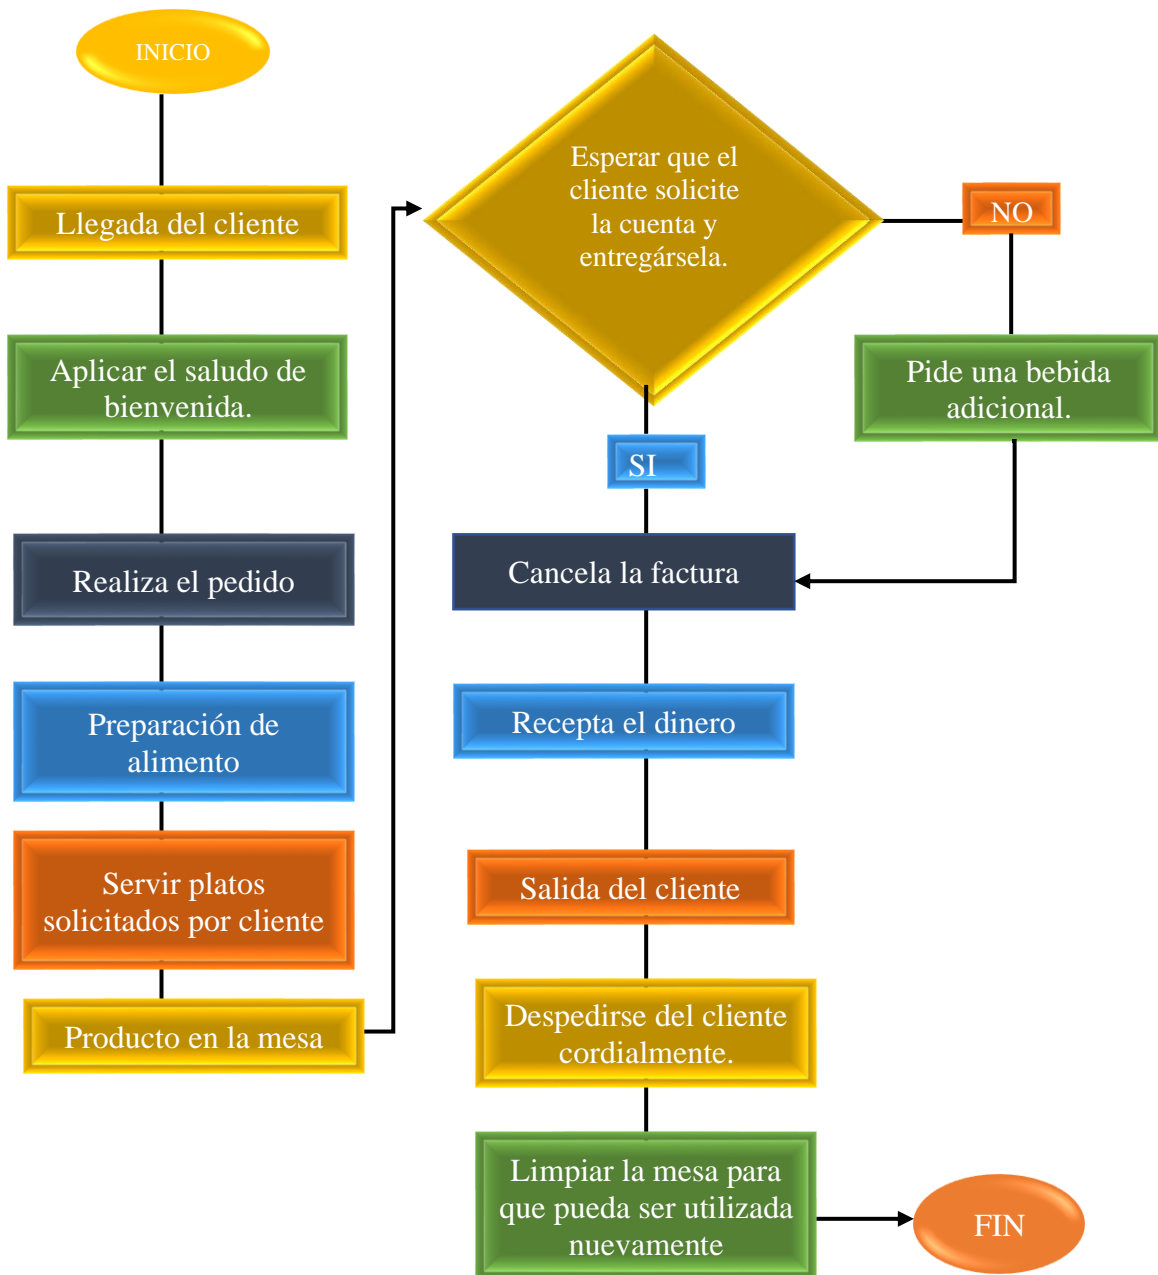 INICIO
Llegada del cliente
Aplicar el saludo de
bienvenida.
Realiza el pedido
Preparación de
alimento
Servir platos
solicitados por cliente
Producto en la mesa
Esperar que el
cliente solicite
la cuenta y
entregársela.
NO
Pide una bebida
adicional.
SI
Cancela la factura
Recepta el dinero
Salida del cliente
Despedirse del cliente
cordialmente.
Limpiar la mesa para
que pueda ser utilizada
nuevamente
FIN